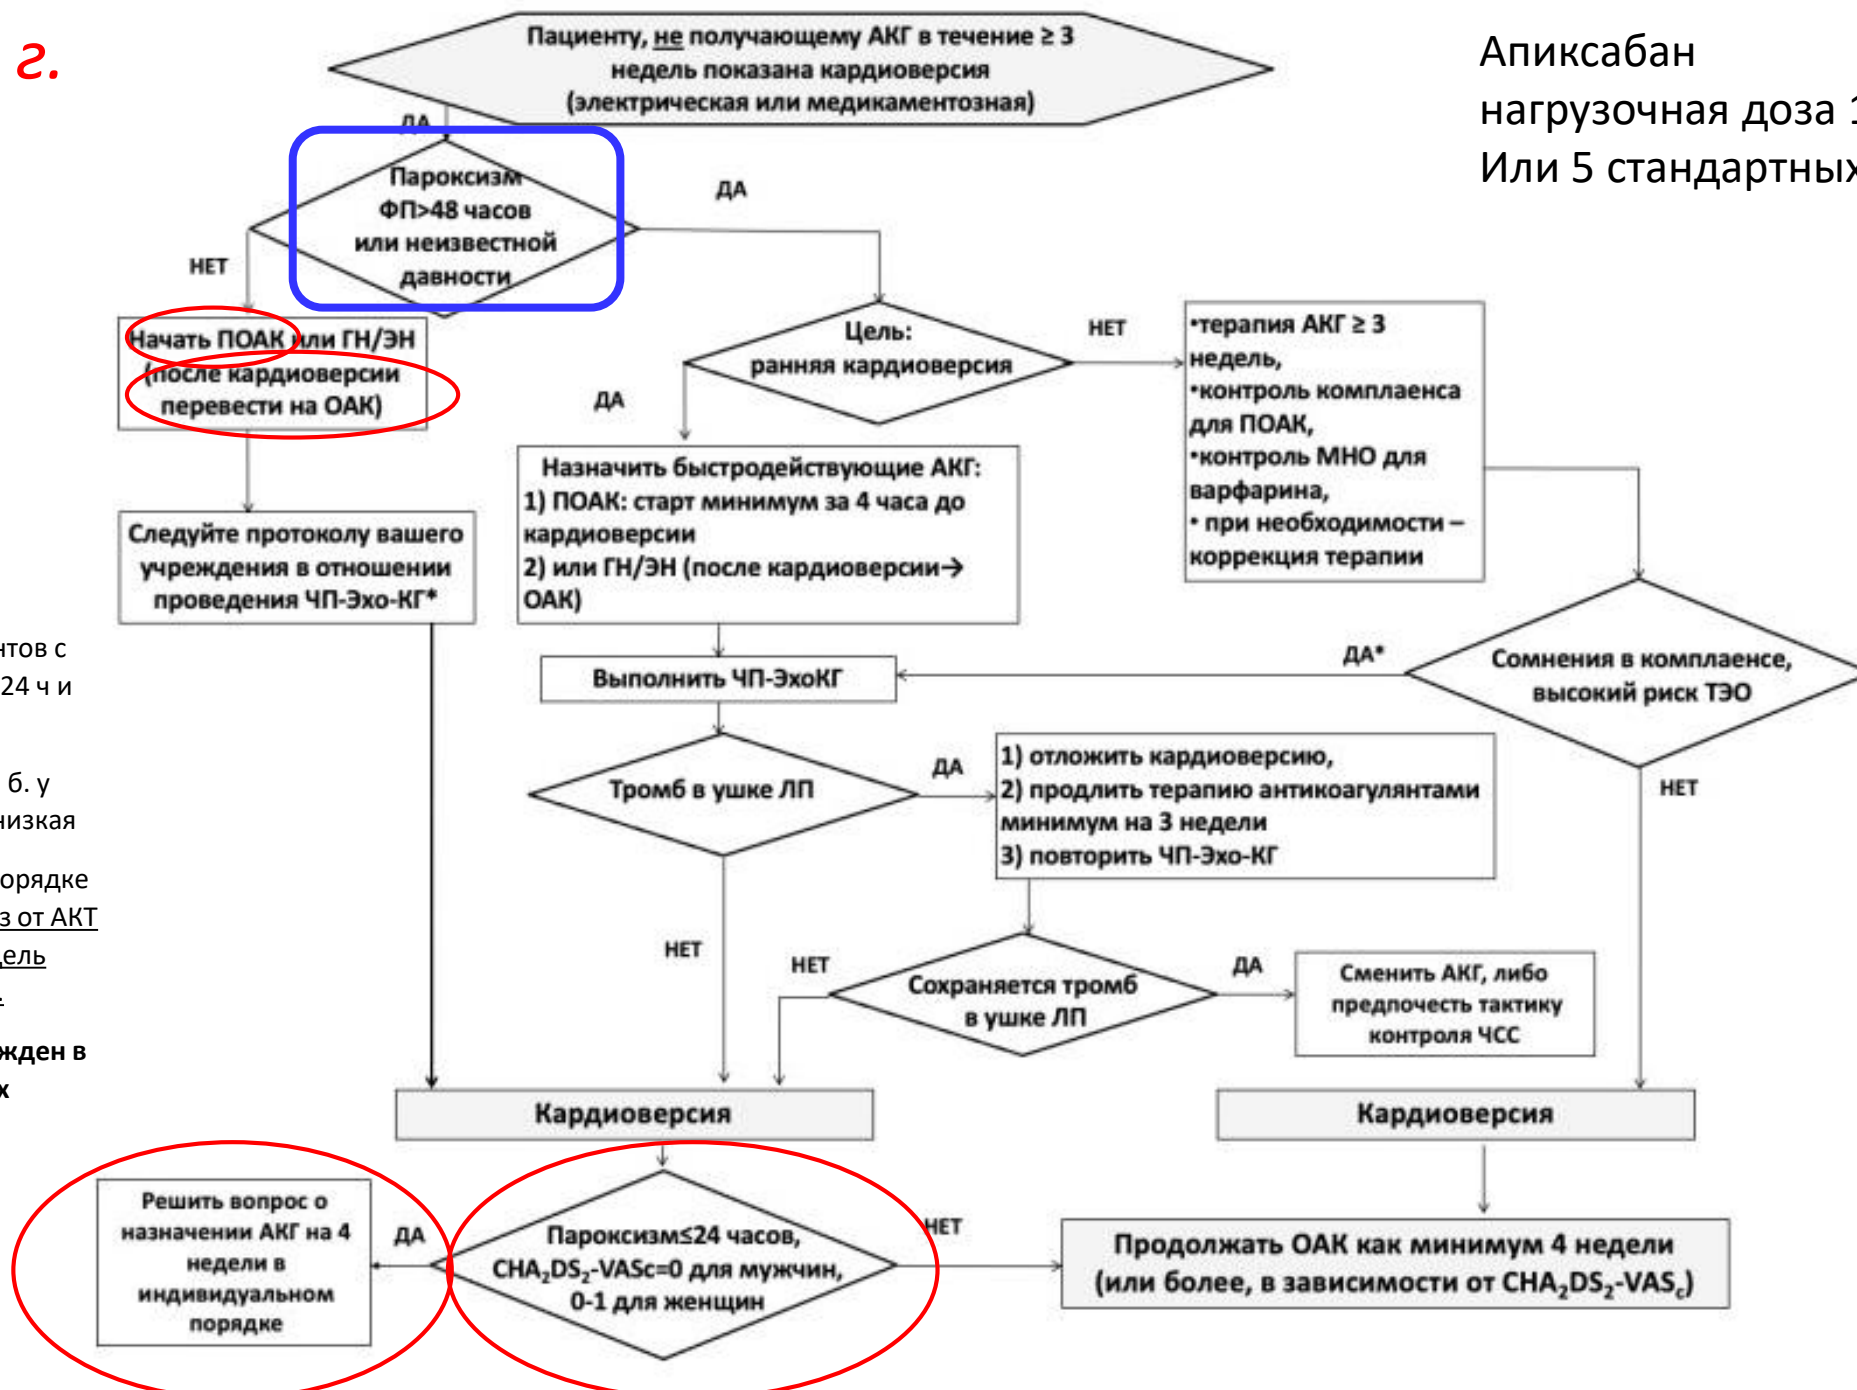 г.
Пациенту, не получающему АКГ в течение ≥ 3
недель показана кардиоверсия
(электрическая или медикаментозная)
Апиксабан
нагрузочная доза
Или 5 стандартных
ДА
Пароксизм
ФП>48 часов
или неизвестной
давности
ДА
НЕТ
Начать ПОАК или ГН/ЭН
(после кардиоверсии
перевести на ОАК)
Цель:
ранняя кардиоверсия
НЕТ
ДА
•терапия АКГ ≥ 3
недель,
•контроль комплаенса
для ПОАК,
•контроль МНО для
варфарина,
• при необходимости –
коррекция терапии
Следуйте протоколу вашего
учреждения в отношении
проведения ЧП-Эхо-КГ*
Назначить быстродействующие АКГ:
1) ПОАК: старт минимум за 4 часа до
кардиоверсии
2) или ГН/ЭН (после кардиоверсии→
ОАК)
нтов с
24 ч и
б. у
низкая
орядке
з от АКТ
дель
.
жден в
х
Выполнить ЧП-ЭхоКГ
ДА*
Сомнения в комплаенсе,
высокий риск ТЭО
НЕТ
Тромб в ушке ЛП
ДА
1) отложить кардиоверсию,
2) продлить терапию антикоагулянтами
минимум на 3 недели
3) повторить ЧП-Эхо-КГ
НЕТ
НЕТ
Сохраняется тромб
в ушке ЛП
ДА
Сменить АКГ, либо
предпочесть тактику
контроля ЧСС
Кардиоверсия
Кардиоверсия
Решить вопрос о
назначении АКГ на 4
недели в
индивидуальном
порядке
ДА
Пароксизм≤24 часов,
CHA₂DS₂-VASc=0 для мужчин,
0-1 для женщин
НЕТ
Продолжать ОАК как минимум 4 недели
(или более, в зависимости от CHA₂DS₂-VASc)